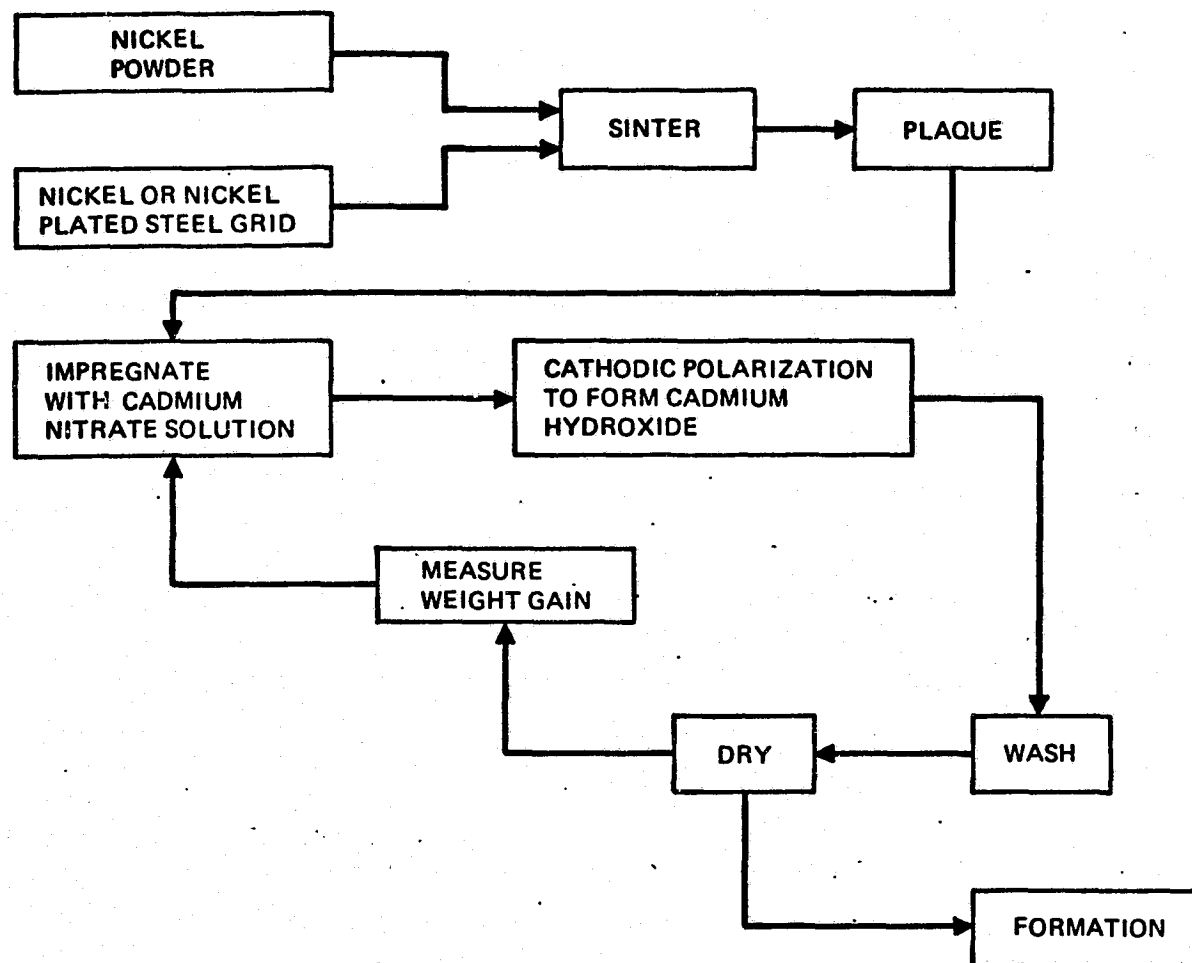 NICKEL
POWDER
SINTER
PLAQUE
NICKEL OR NICKEL
PLATED STEEL GRID
IMPREGNATE
WITH CADMIUM
NITRATE SOLUTION
CATHODIC POLARIZATION
TO FORM CADMIUM
HYDROXIDE
MEASURE
WEIGHT GAIN
DRY
WASH
FORMATION